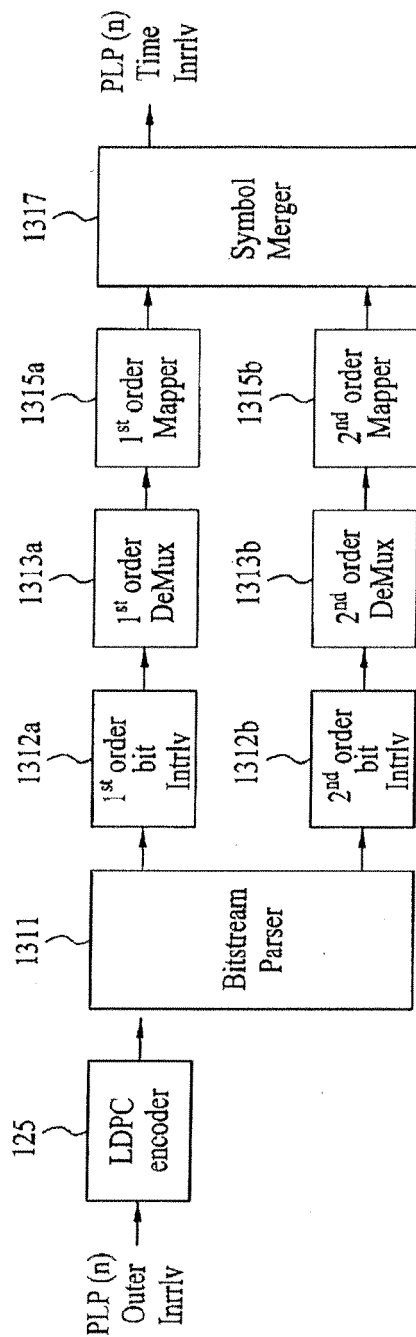 PLP (n)
Outer
Inrrlv
125
LDPC
encoder
1311
Bitstream
Parser
1312a
1st order
bit
Intrlv
1313a
1st order
DeMux
1315a
1st order
Mapper
1312b
2nd order
bit
Intrlv
1313b
2nd order
DeMux
1315b
2nd order
Mapper
1317
Symbol
Merger
PLP (n)
Time
Inrrlv